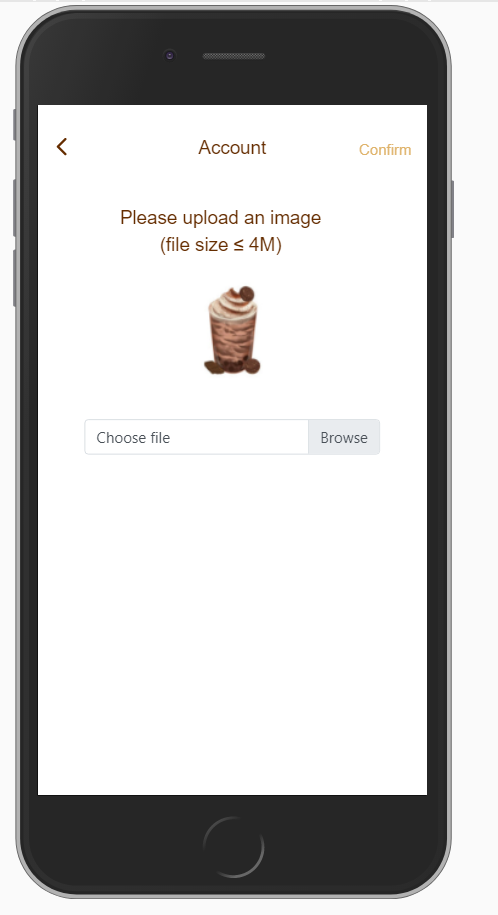 Account
Confirm
Please upload an image
(file size ≤ 4M)
Choose file
Browse